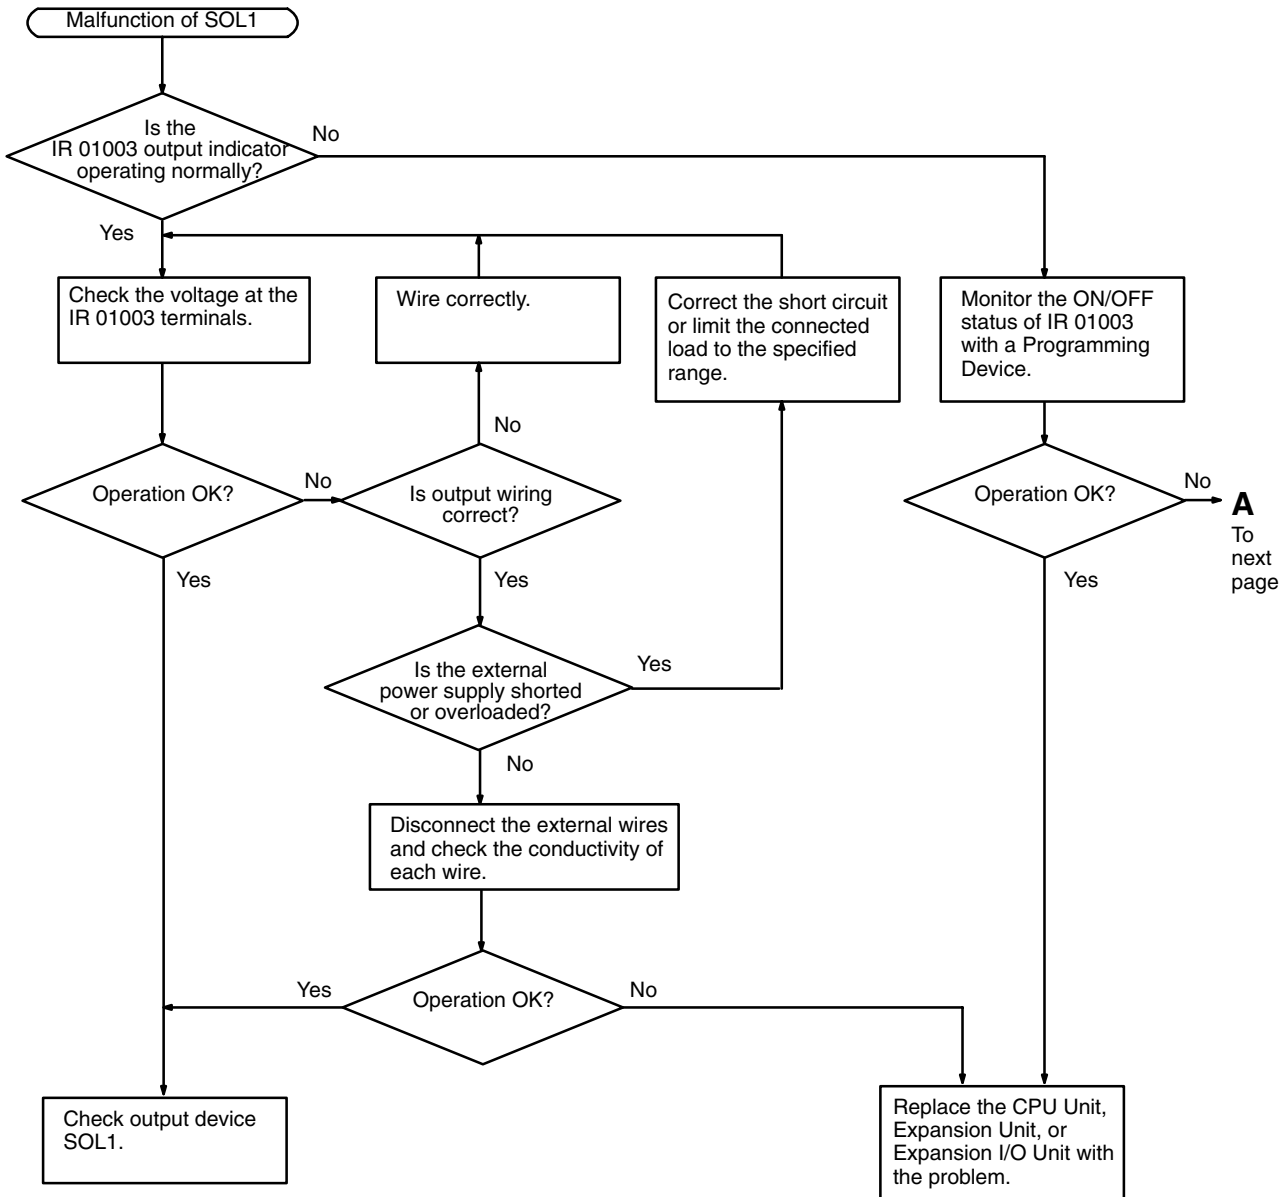 Malfunction of SOL1
Is the
IR 01003 output indicator
operating normally?
No
Yes
Check the voltage at the
IR 01003 terminals.
Wire correctly.
Correct the short circuit
or limit the connected
load to the specified
range.
Monitor the ON/OFF
status of IR 01003
with a Programming
Device.
No
Operation OK?
No
Is output wiring
correct?
Operation OK?
No
A
To
next
page
Yes
Yes
Yes
Is the external
power supply shorted
or overloaded?
Yes
No
Disconnect the external wires
and check the conductivity of
each wire.
Yes
Operation OK?
No
Check output device
SOL1.
Replace the CPU Unit,
Expansion Unit, or
Expansion I/O Unit with
the problem.